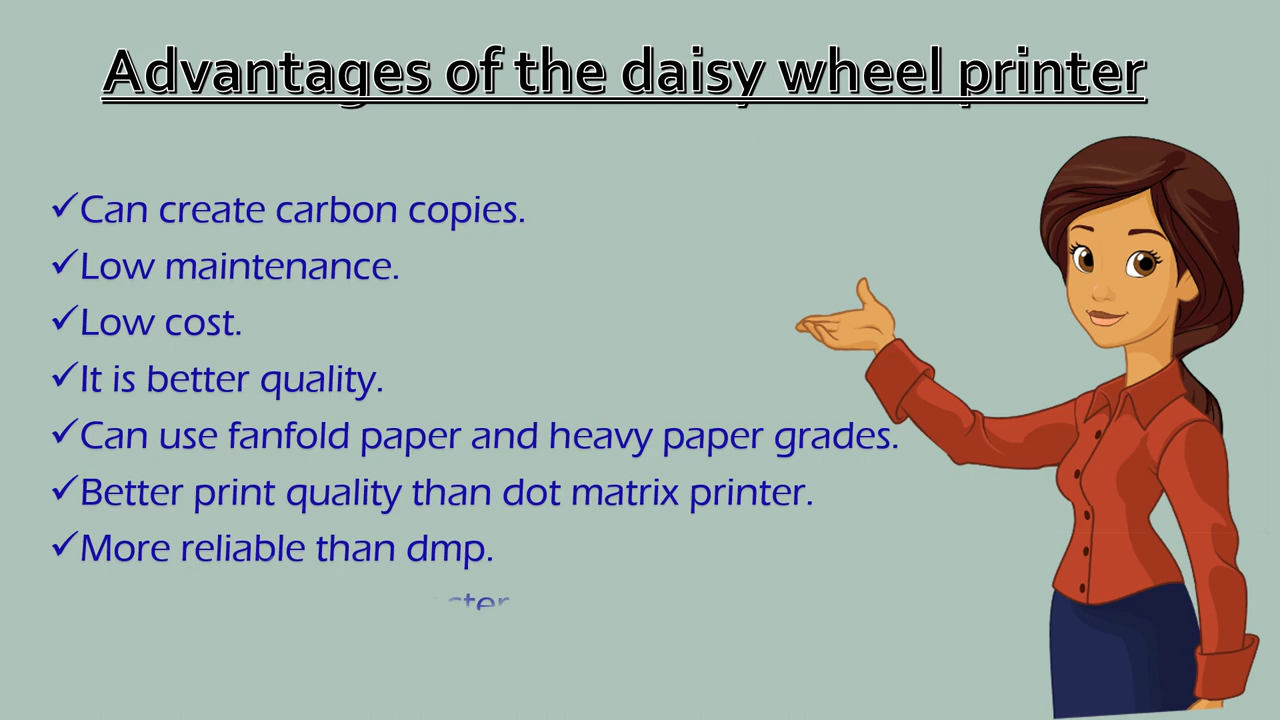 Advantages of the daisy wheel printer
✓Can create carbon copies.
✓Low maintenance.
✓Low cost.
✓It is better quality.
✓Can use fanfold paper and heavy paper grades.
✓Better print quality than dot matrix printer.
✓More reliable than dmp.